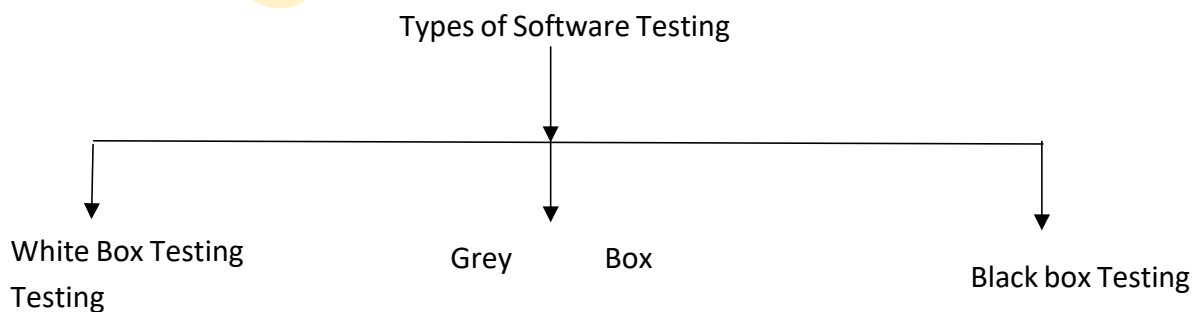 Types of Software Testing
White Box Testing
Grey Box
Black box Testing
Testing